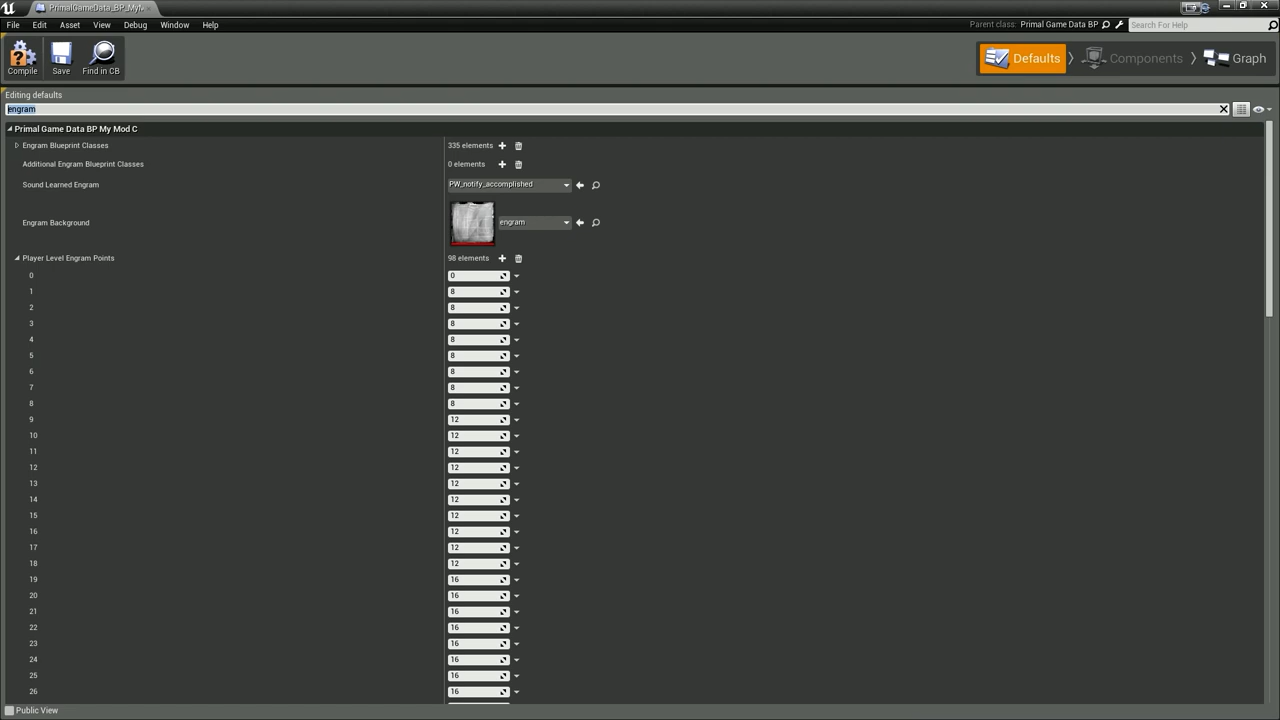 PrimalGameData_BP_MyM
File Edit Asset View Debug Window Help
Parent class: Primal Game Data BP
Search For Help
Compile Save Find in CB
Defaults Components Graph
Editing defaults
engram
Primal Game Data BP My Mod C
Engram Blueprint Classes 335 elements
Additional Engram Blueprint Classes 0 elements
Sound Learned Engram PW_notify_accomplished
Engram Background engram
Player Level Engram Points 98 elements
0 0
1 8
2 8
3 8
4 8
5 8
6 8
7 8
8 8
9 12
10 12
11 12
12 12
13 12
14 12
15 12
16 12
17 12
18 12
19 16
20 16
21 16
22 16
23 16
24 16
25 16
26 16
Public View